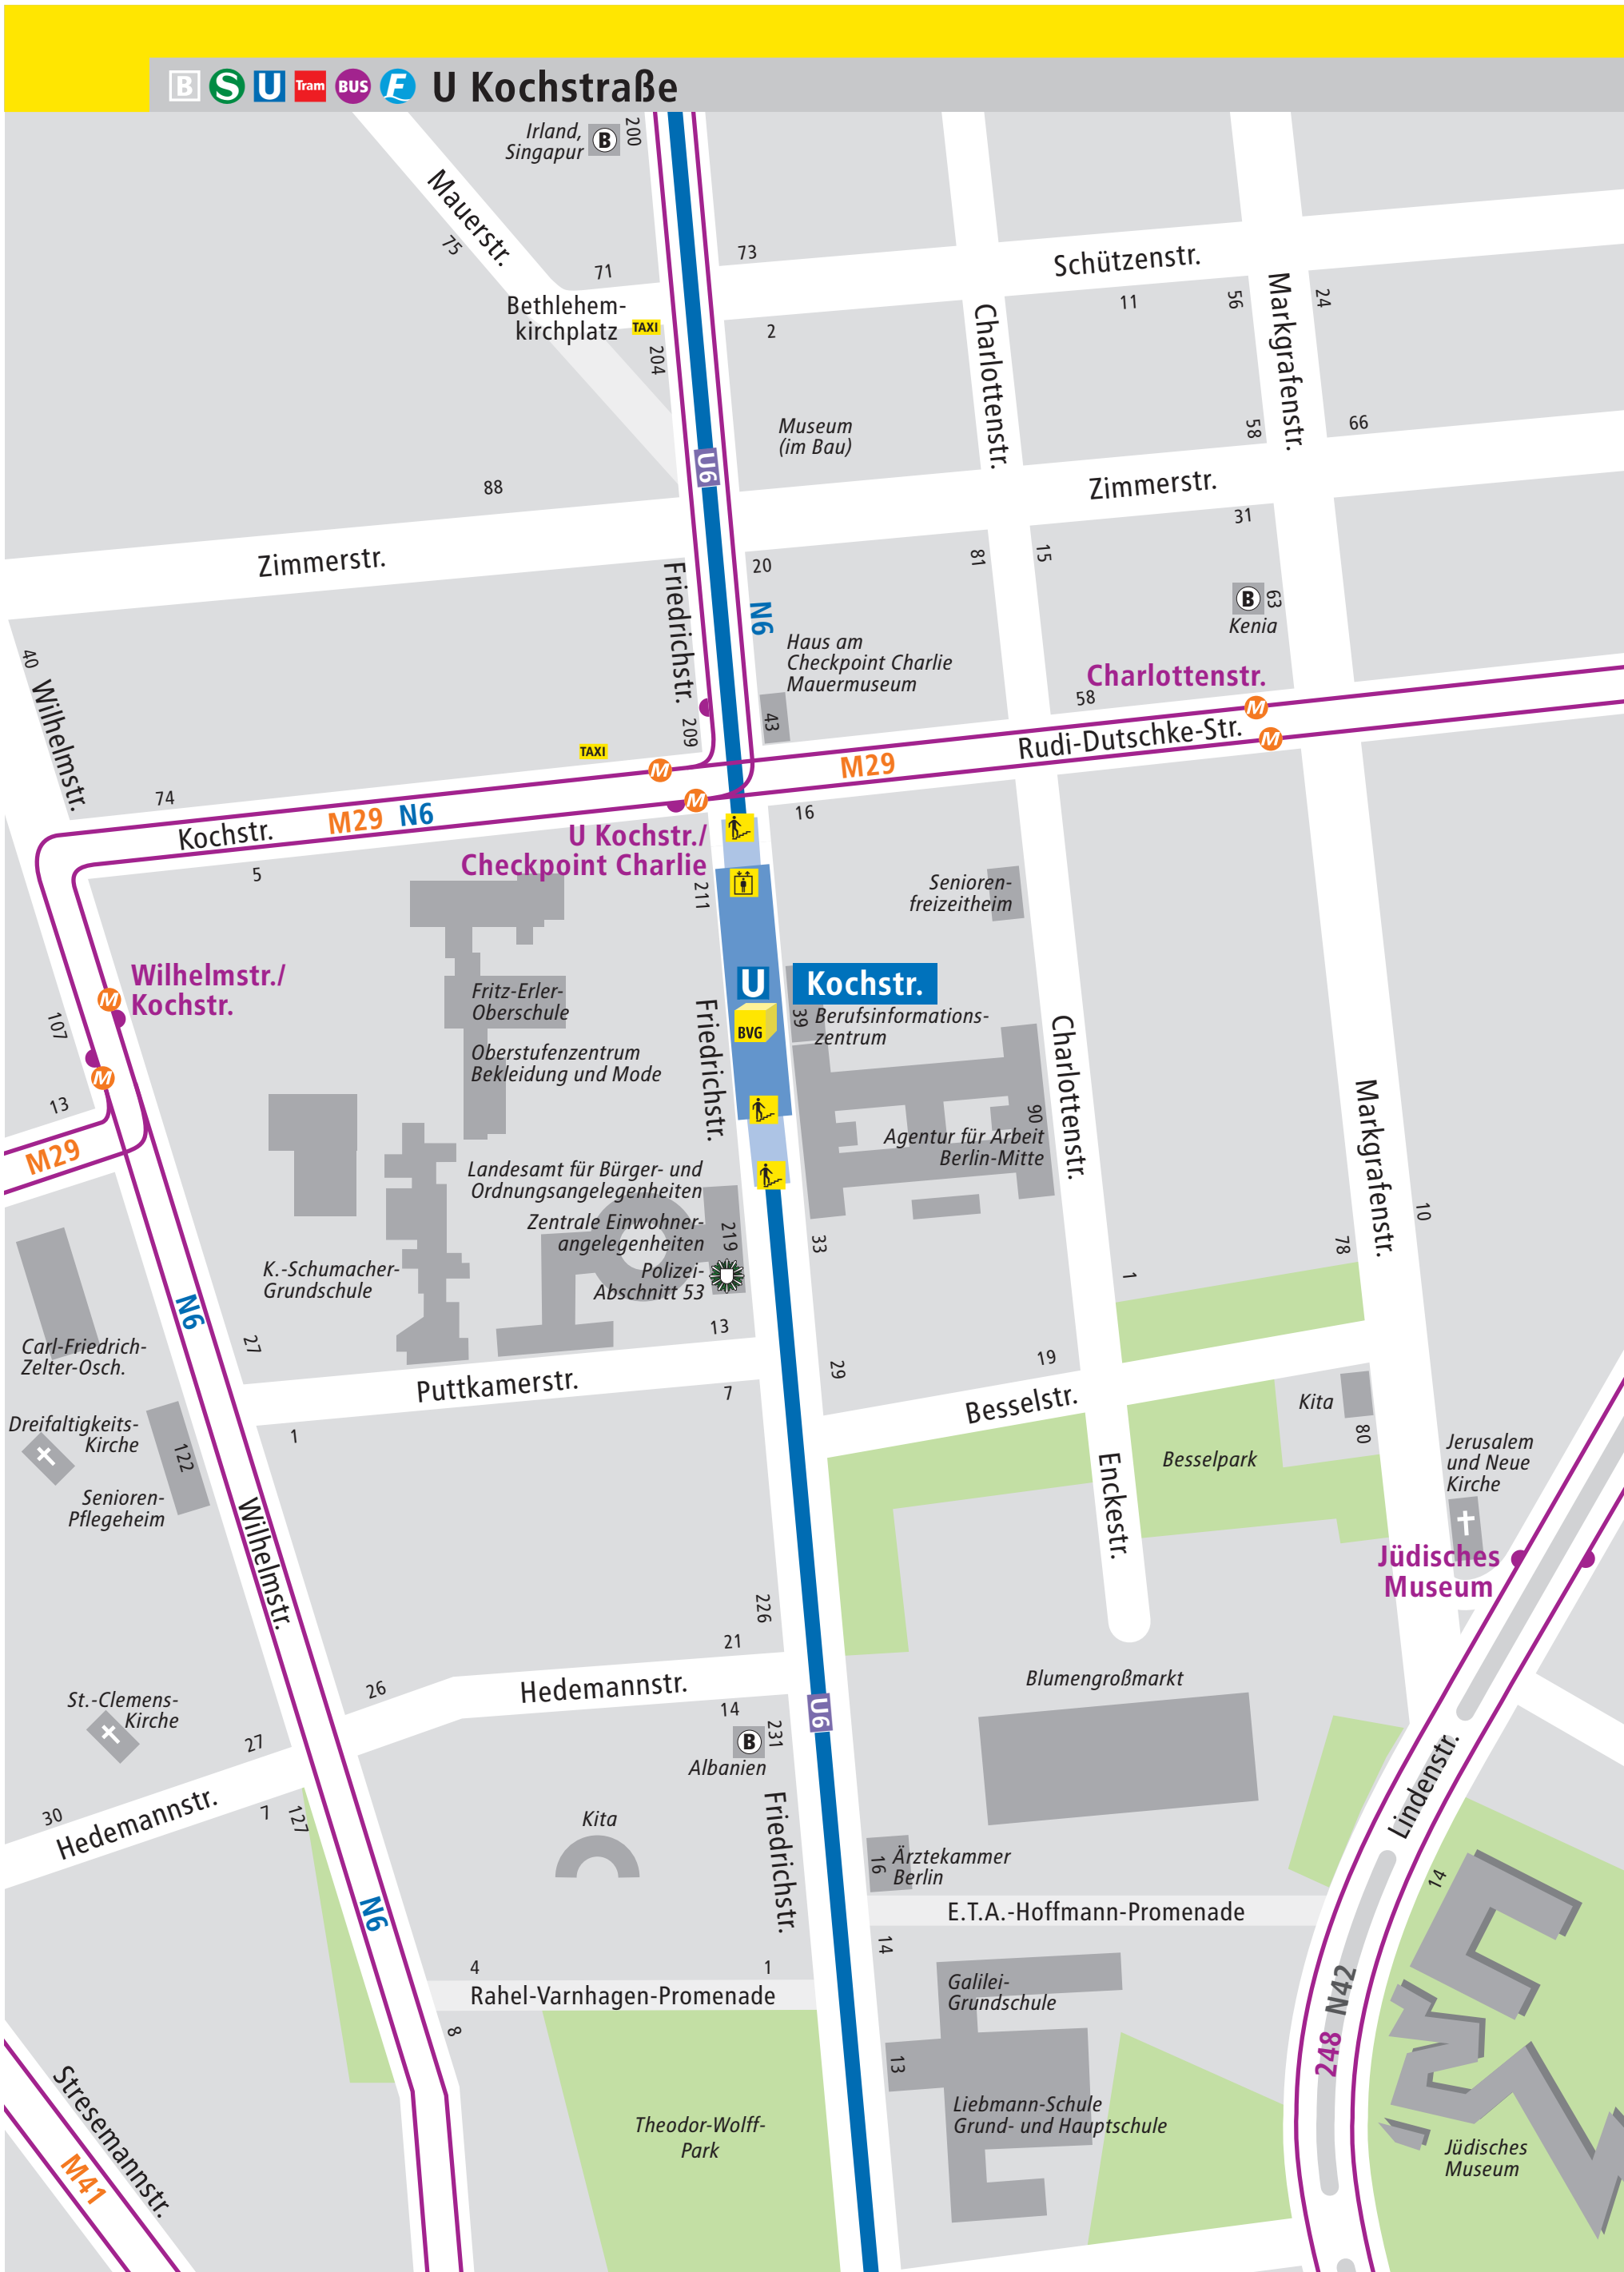 B S U Tram BUS F U Kochstraße
Irland,
Singapur
B
200
Mauerstr.
75
71
73
Schützenstr.
Bethlehem-
kirchplatz
TAXI
204
2
11
56
24
Charlottenstr.
Markgrafenstr.
Museum
(im Bau)
58
66
U6
88
Zimmerstr.
Zimmerstr.
31
20
81
15
Friedrichstr.
N6
B
63
Kenia
40
Wilhelmstr.
Haus am
Checkpoint Charlie
Mauermuseum
43
209
Charlottenstr.
58
M
M
Rudi-Dutschke-Str.
TAXI
M
M29
74
M
Kochstr.
M29 N6
16
U Kochstr./
Checkpoint Charlie
5
211
Senioren-
freizeitheim
Wilhelmstr./
Kochstr.
M
M
107
13
M29
Fritz-Erler-
Oberschule
Oberstufenzentrum
Bekleidung und Mode
Friedrichstr.
U
Kochstr.
BVG
39
Berufsinformations-
zentrum
Charlottenstr.
90
Agentur für Arbeit
Berlin-Mitte
Markgrafenstr.
10
78
Landesamt für Bürger- und
Ordnungsangelegenheiten
Zentrale Einwohner-
angelegenheiten
219
33
Polizei-
Abschnitt 53
K.-Schumacher-
Grundschule
1
N6
27
13
Carl-Friedrich-
Zelter-Osch.
Puttkamerstr.
7
29
19
Besselstr.
Kita
80
Dreifaltigkeits-
Kirche
122
1
Senioren-
Pflegeheim
Enckestr.
Besselpark
Jerusalem
und Neue
Kirche
Wilhelmstr.
Jüdisches
Museum
226
21
26
Hedemannstr.
Blumengroßmarkt
St.-Clemens-
Kirche
27
14
231
U6
B
Albanien
Lindenstr.
30
Hedemannstr.
7
127
Kita
Friedrichstr.
16
Ärztekammer
Berlin
14
N6
E.T.A.-Hoffmann-Promenade
14
4
1
Rahel-Varnhagen-Promenade
8
Galilei-
Grundschule
13
248 N42
Stresemannstr.
M41
Theodor-Wolff-
Park
Liebmann-Schule
Grund- und Hauptschule
Jüdisches
Museum